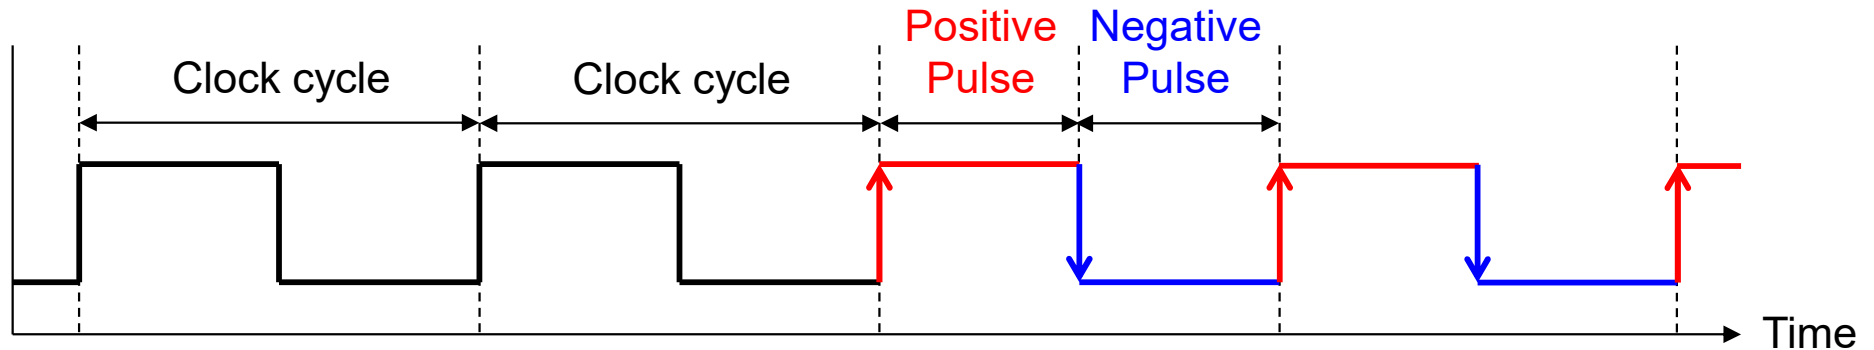 Clock cycle
Clock cycle
Positive
Pulse
Negative
Pulse
Time